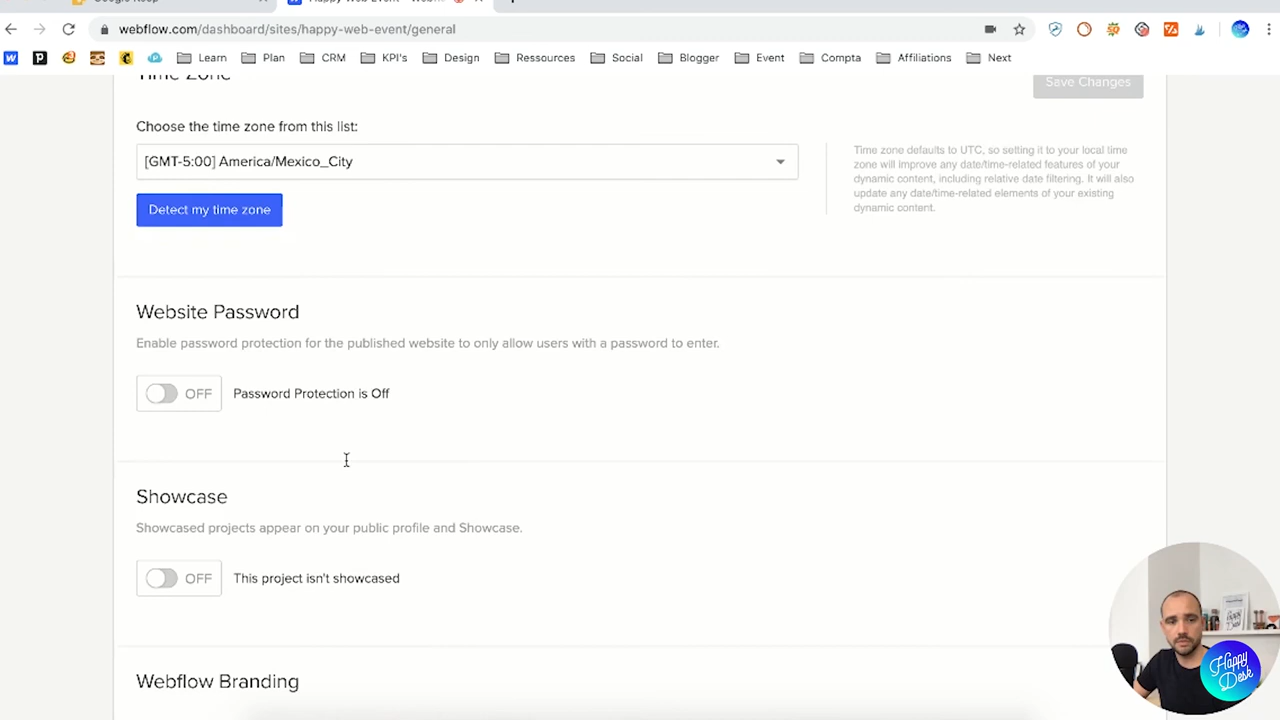 Happy Web Event
webflow.com/dashboard/sites/happy-web-event/general
Learn Plan CRM KPI's Design Ressources Social Blogger Event Compta Affiliations Next
Time Zone
Save Changes
Choose the time zone from this list:
[GMT-5:00] America/Mexico_City
Detect my time zone
Time zone defaults to UTC, so setting it to your local time
zone will improve any date/time-related features of your
dynamic content, including relative date filtering. It will also
update any date/time-related elements of your existing
dynamic content.
Website Password
Enable password protection for the published website to only allow users with a password to enter.
OFF Password Protection is Off
Showcase
Showcased projects appear on your public profile and Showcase.
OFF This project isn't showcased
Webflow Branding
Happy
Desk